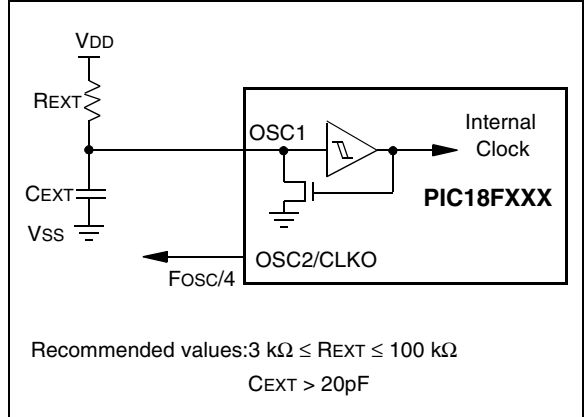 VDD
REXT
OSC1
Internal
Clock
CEXT
PIC18FXXX
VSS
OSC2/CLKO
FOSC/4
Recommended values:3 kΩ ≤ REXT ≤ 100 kΩ
CEXT > 20pF